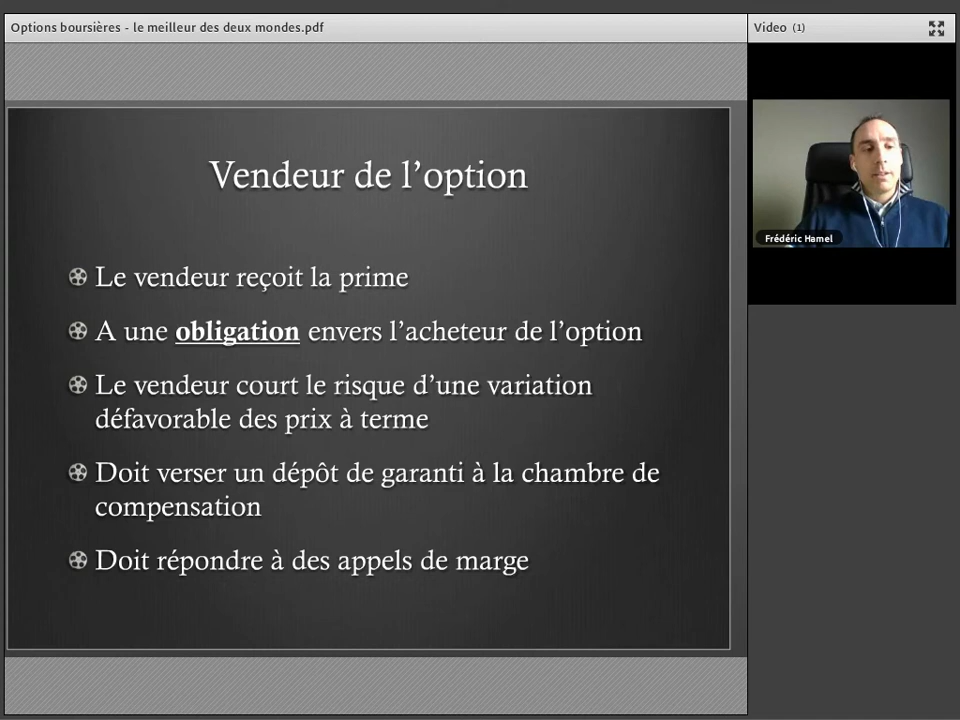 Options boursières - le meilleur des deux mondes.pdf
Video (1)
Vendeur de l’option
Le vendeur reçoit la prime
A une obligation envers l’acheteur de l’option
Le vendeur court le risque d’une variation
défavorable des prix à terme
Doit verser un dépôt de garanti à la chambre de
compensation
Doit répondre à des appels de marge
Frédéric Hamel